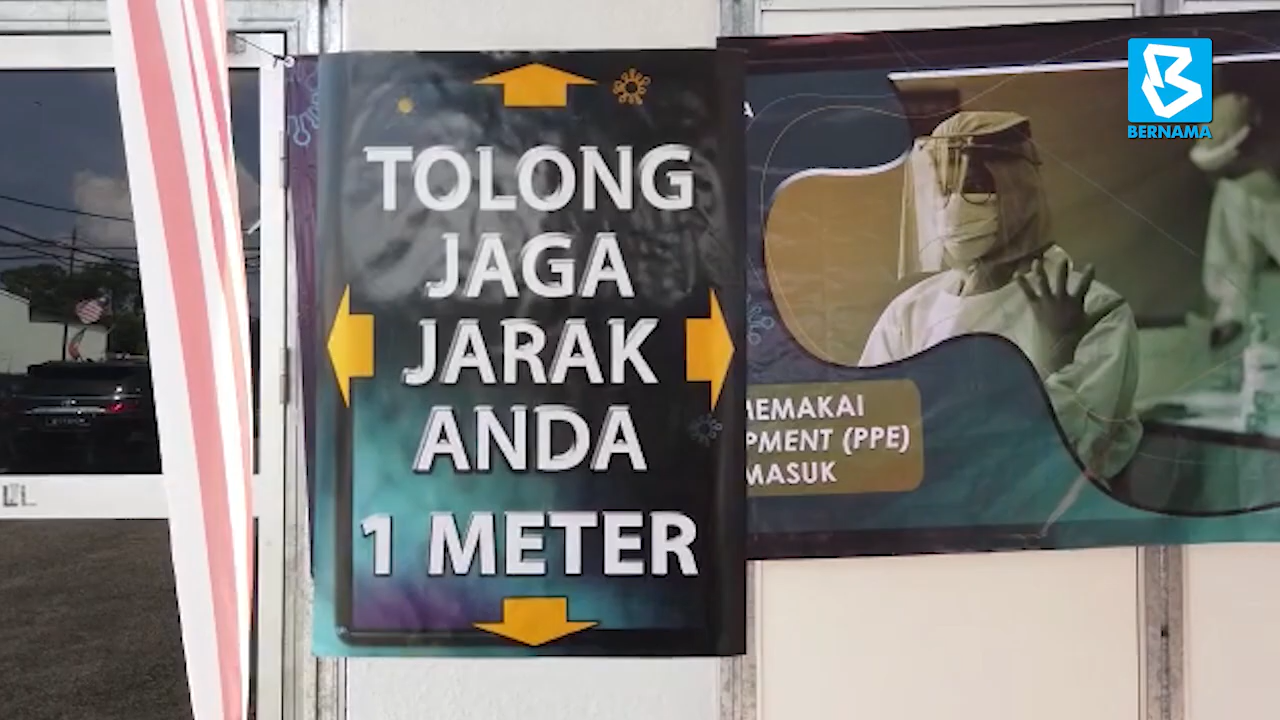 TOLONG
JAGA
JARAK
ANDA
1 METER
MEMAKAI
PMENT (PPE)
MASUK
BERNAMA